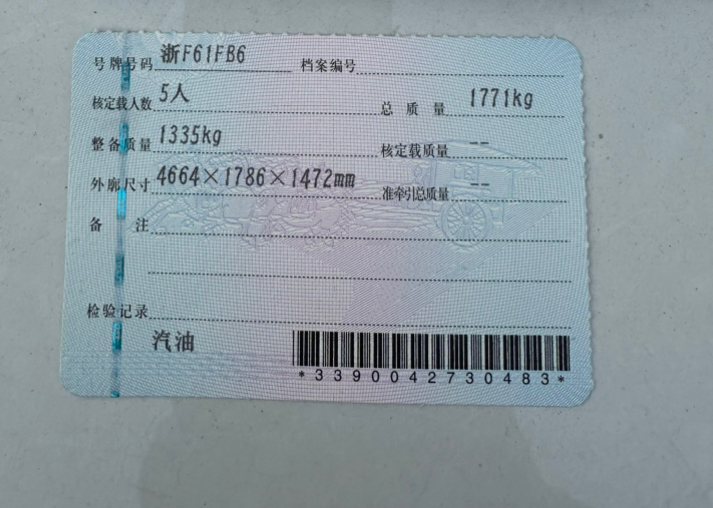 号牌号码 浙F61FB6 档案编号
核定载人数 5人 总质量 1771kg
整备质量 1335kg 核定载质量 --
外廓尺寸 4664×1786×1472mm 准牵引总质量 --
备注
检验记录
汽油
*3390042730483*